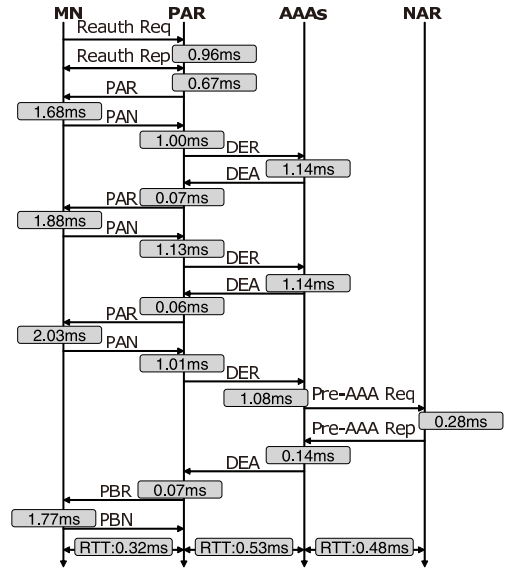 MN PAR AAAs NAR
Reauth Req
Reauth Rep 0.96ms
0.67ms
PAR
1.68ms
PAN
1.00ms
DER
1.14ms
DEA
PAR 0.07ms
1.88ms
PAN
1.13ms
DER
DEA 1.14ms
0.06ms
PAR
2.03ms
PAN
1.01ms
DER
1.08ms Pre-AAA Req
0.28ms
Pre-AAA Rep
0.14ms
DEA
PBR 0.07ms
1.77ms PBN
RTT:0.32ms RTT:0.53ms RTT:0.48ms